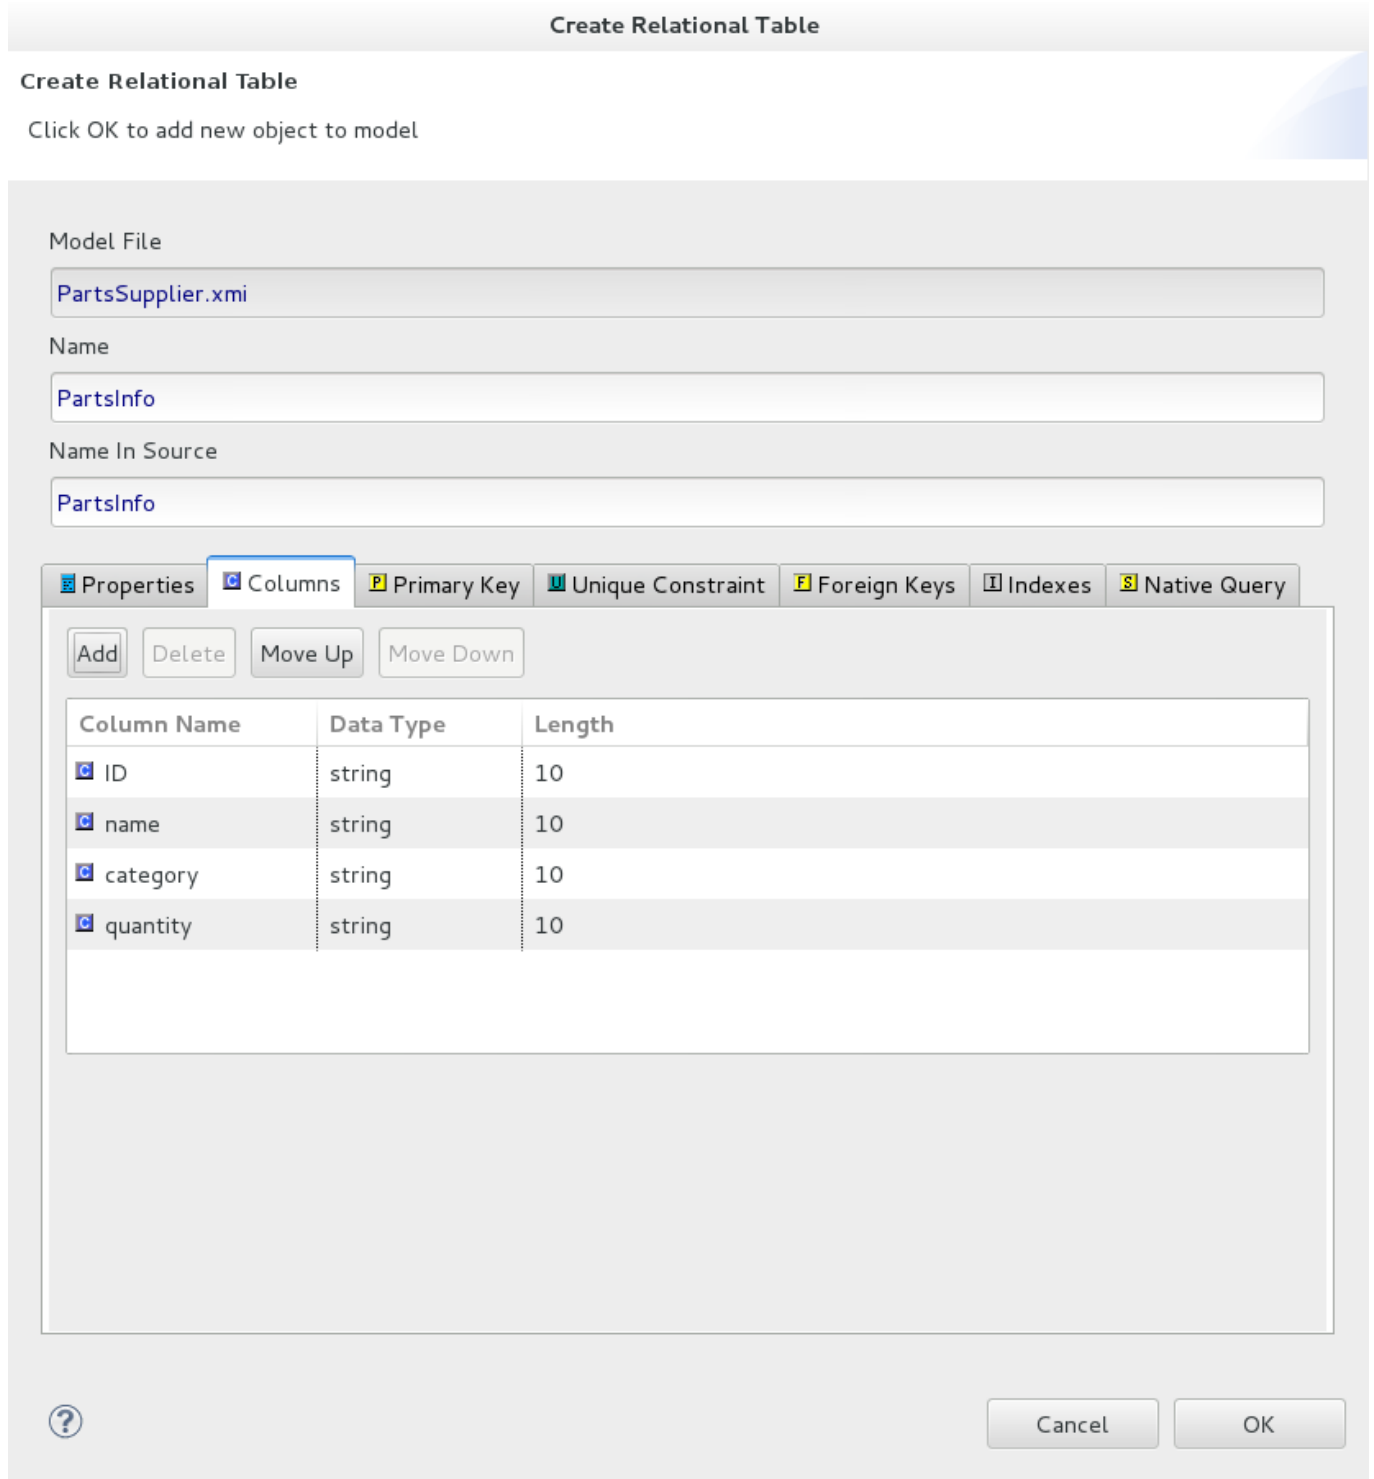 Create Relational Table
Create Relational Table
Click OK to add new object to model
Model File
PartsSupplier.xmi
Name
PartsInfo
Name In Source
PartsInfo
Properties C Columns P Primary Key U Unique Constraint F Foreign Keys I Indexes S Native Query
Add Delete Move Up Move Down
Column Name Data Type Length
C ID string 10
C name string 10
C category string 10
C quantity string 10
? Cancel OK